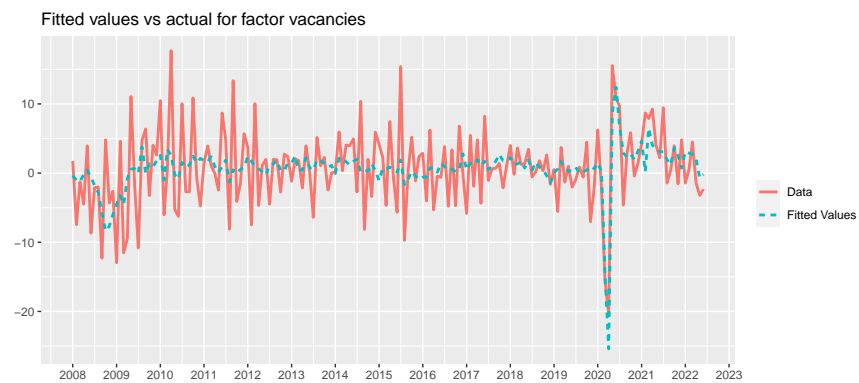 Fitted values vs actual for factor vacancies
10
0
−10
−20
2008 2009 2010 2011 2012 2013 2014 2015 2016 2017 2018 2019 2020 2021 2022 2023
Data
Fitted Values